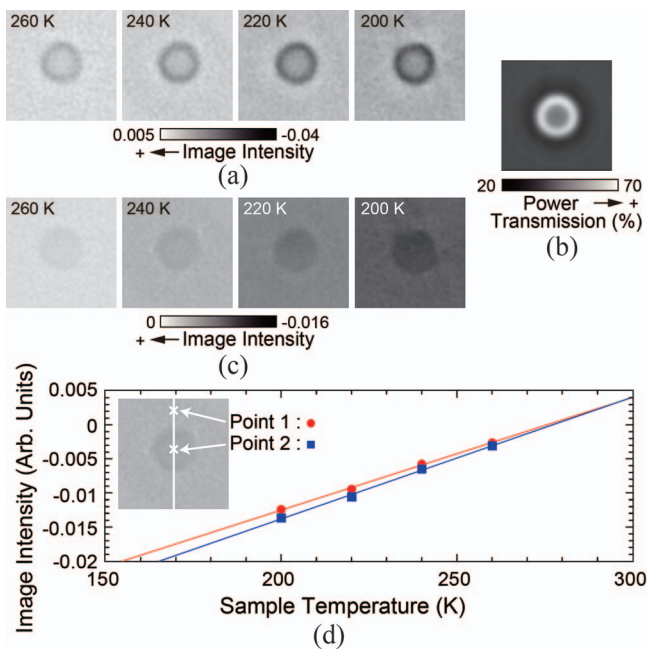 260 K
240 K
220 K
200 K
0.005
-0.04
+ ← Image Intensity
(a)
20
70
Power → +
Transmission (%)
(b)
260 K
240 K
220 K
200 K
0
-0.016
+ ← Image Intensity
(c)
Image Intensity (Arb. Units)
0.005
0
-0.005
-0.01
-0.015
-0.02
Point 1 :
Point 2 :
150
200
250
300
Sample Temperature (K)
(d)